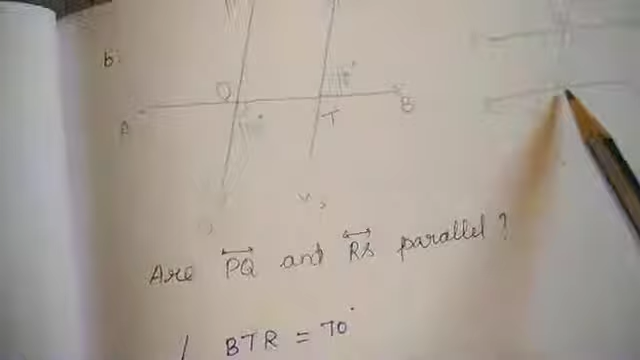 b.
Q
A
T
B
Are PQ and RS parallel?
∠ BTR = 70°